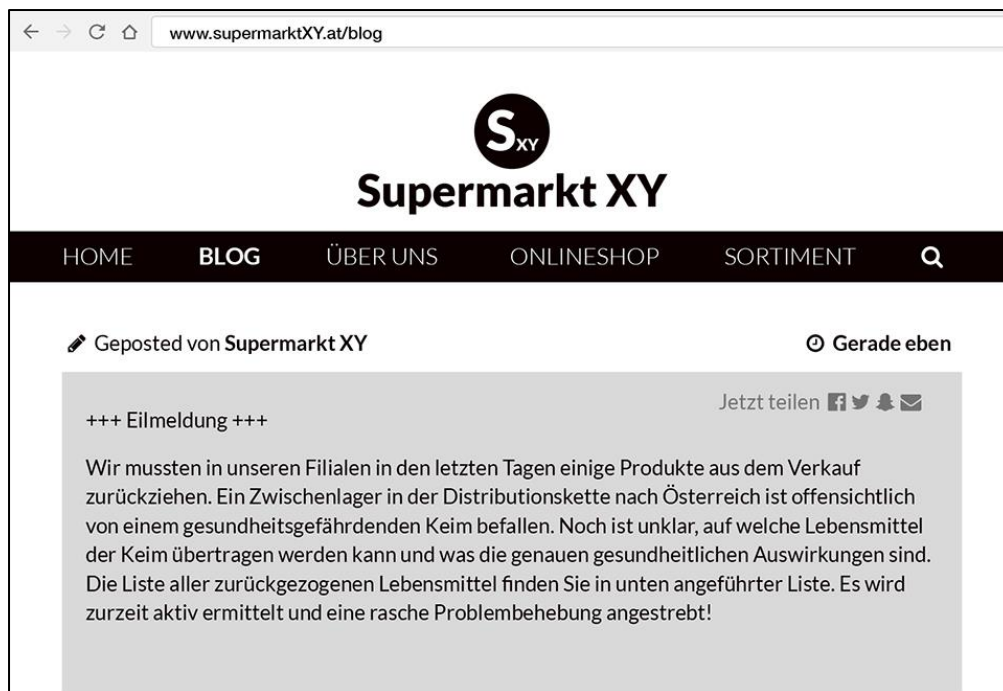 www.supermarktXY.at/blog
SXY
Supermarkt XY
HOME BLOG ÜBER UNS ONLINESHOP SORTIMENT
Geposted von Supermarkt XY Gerade eben
Jetzt teilen
+++ Eilmeldung +++
Wir mussten in unseren Filialen in den letzten Tagen einige Produkte aus dem Verkauf
zurückziehen. Ein Zwischenlager in der Distributionskette nach Österreich ist offensichtlich
von einem gesundheitsgefährdenden Keim befallen. Noch ist unklar, auf welche Lebensmittel
der Keim übertragen werden kann und was die genauen gesundheitlichen Auswirkungen sind.
Die Liste aller zurückgezogenen Lebensmittel finden Sie in unten angeführter Liste. Es wird
zurzeit aktiv ermittelt und eine rasche Problembehebung angestrebt!